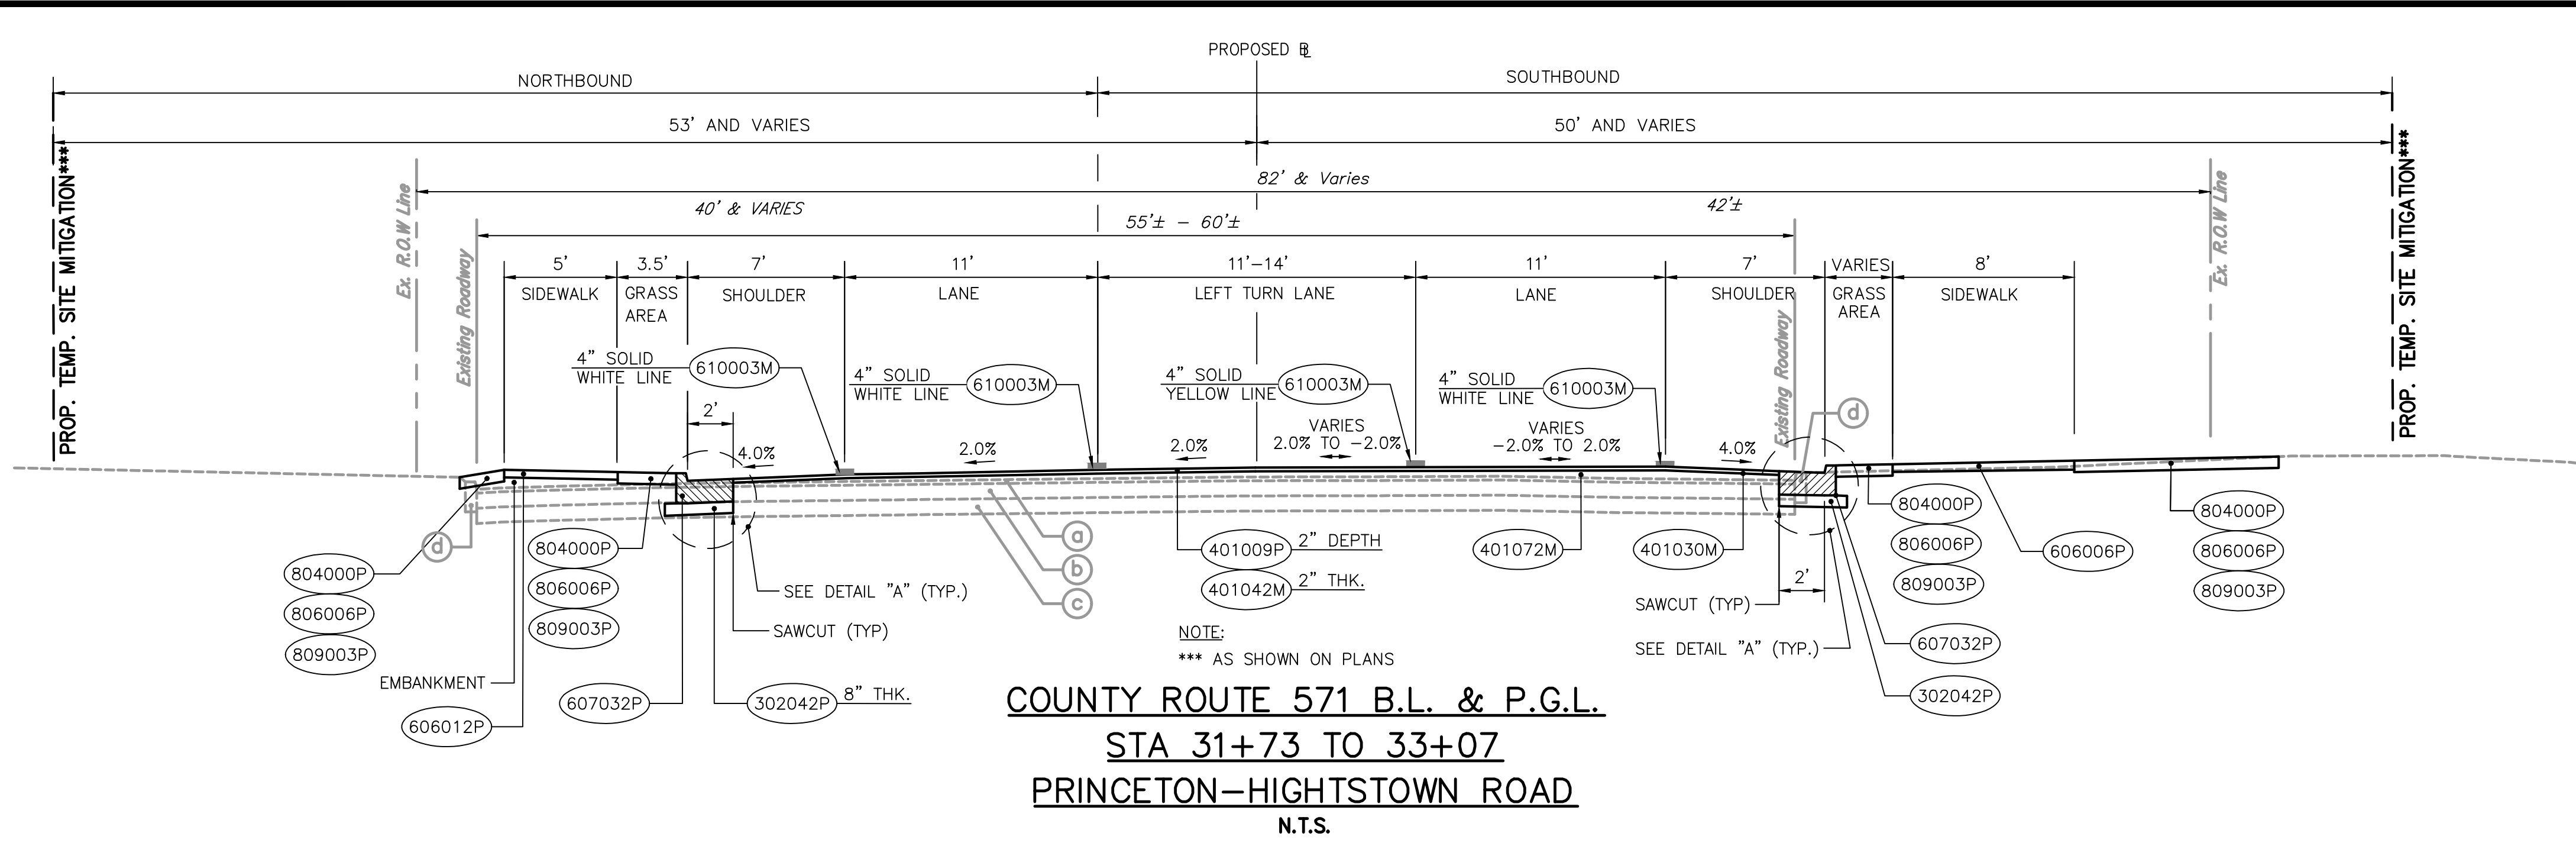 PROPOSED BL
NORTHBOUND
SOUTHBOUND
53' AND VARIES
50' AND VARIES
82' & Varies
40' & VARIES
42'±
55'± - 60'±
PROP. TEMP. SITE MITIGATION***
Ex. R.O.W Line
Existing Roadway
5'
SIDEWALK
3.5'
GRASS
AREA
7'
SHOULDER
11'
LANE
11'-14'
LEFT TURN LANE
11'
LANE
7'
SHOULDER
VARIES
GRASS
AREA
8'
SIDEWALK
Existing Roadway
Ex. R.O.W Line
PROP. TEMP. SITE MITIGATION***
4" SOLID
WHITE LINE
610003M
4" SOLID
WHITE LINE
610003M
4" SOLID
YELLOW LINE
610003M
4" SOLID
WHITE LINE
610003M
2'
4.0%
2.0%
2.0%
VARIES
2.0% TO -2.0%
VARIES
-2.0% TO 2.0%
4.0%
d
d
a
b
c
804000P
806006P
809003P
EMBANKMENT
606012P
804000P
806006P
809003P
607032P
302042P
8" THK.
SEE DETAIL "A" (TYP.)
SAWCUT (TYP)
401009P
2" DEPTH
401042M
2" THK.
401072M
401030M
2'
SAWCUT (TYP)
SEE DETAIL "A" (TYP.)
804000P
806006P
809003P
607032P
302042P
606006P
804000P
806006P
809003P
NOTE:
*** AS SHOWN ON PLANS
COUNTY ROUTE 571 B.L. & P.G.L.
STA 31+73 TO 33+07
PRINCETON-HIGHTSTOWN ROAD
N.T.S.